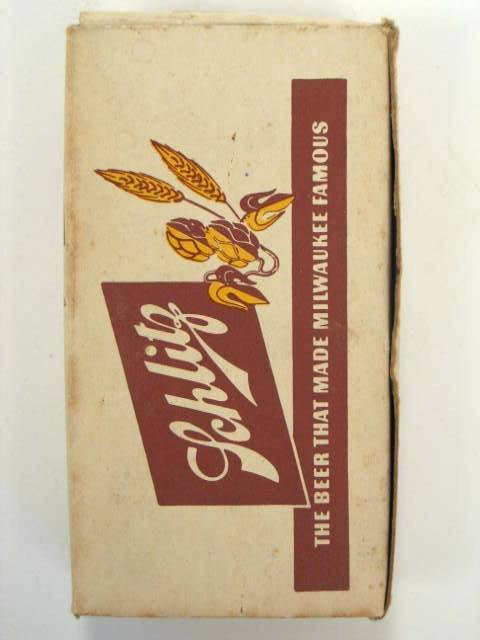 Schlitz
THE BEER THAT MADE MILWAUKEE FAMOUS